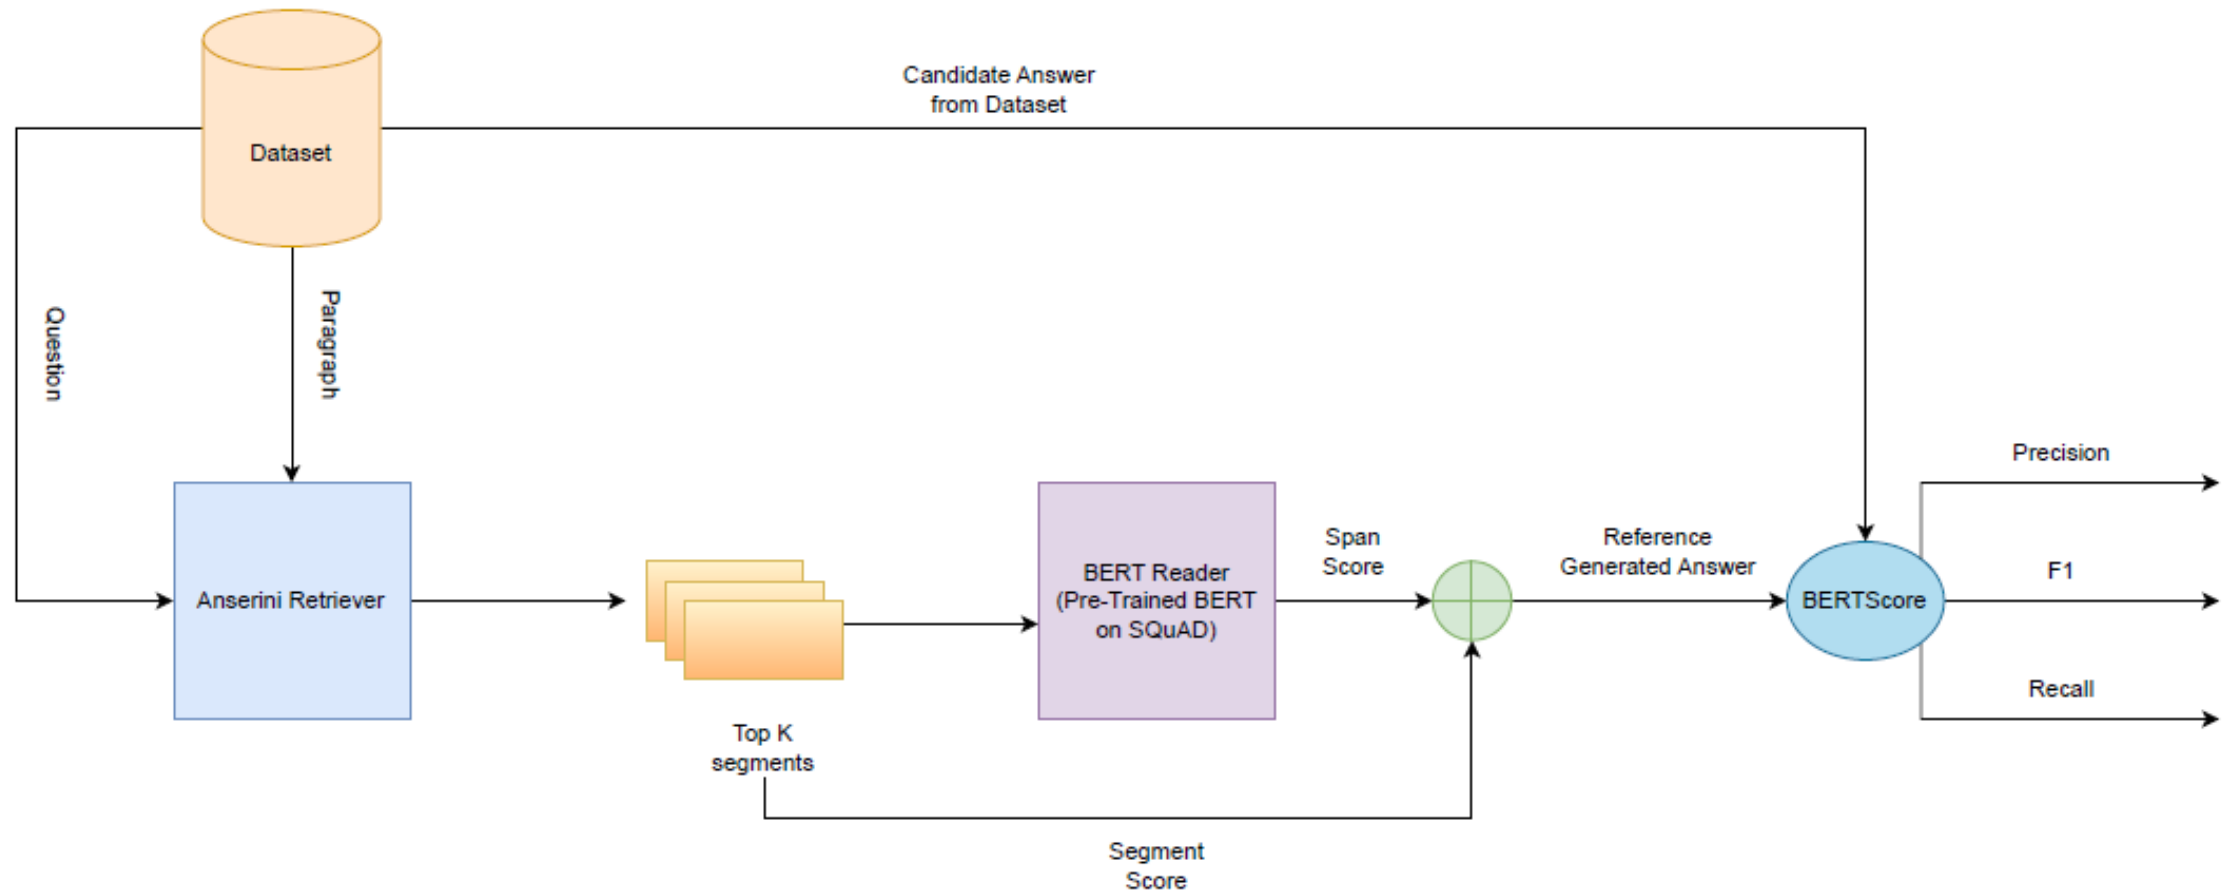 Candidate Answer
from Dataset
Dataset
Question
Paragraph
Anserini Retriever
Top K
segments
BERT Reader
(Pre-Trained BERT
on SQuAD)
Span
Score
Segment
Score
Reference
Generated Answer
BERTScore
Precision
F1
Recall